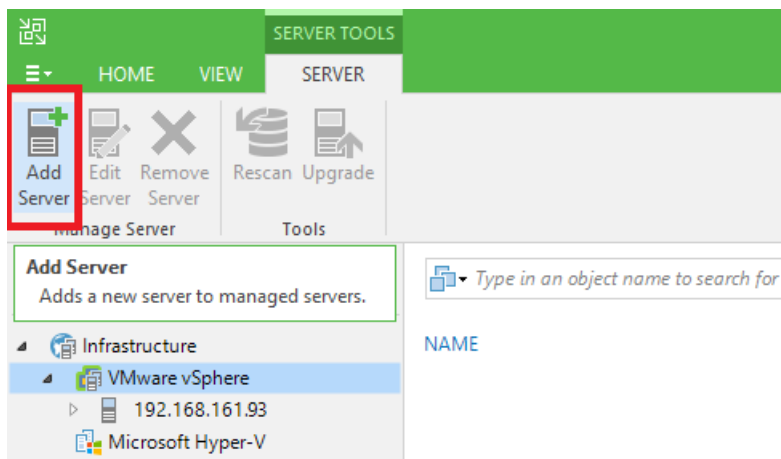 SERVER TOOLS
HOME VIEW SERVER
Add Edit Remove Rescan Upgrade
Server Server Server
Manage Server Tools
Add Server
Adds a new server to managed servers.
Type in an object name to search for
Infrastructure
NAME
VMware vSphere
192.168.161.93
Microsoft Hyper-V